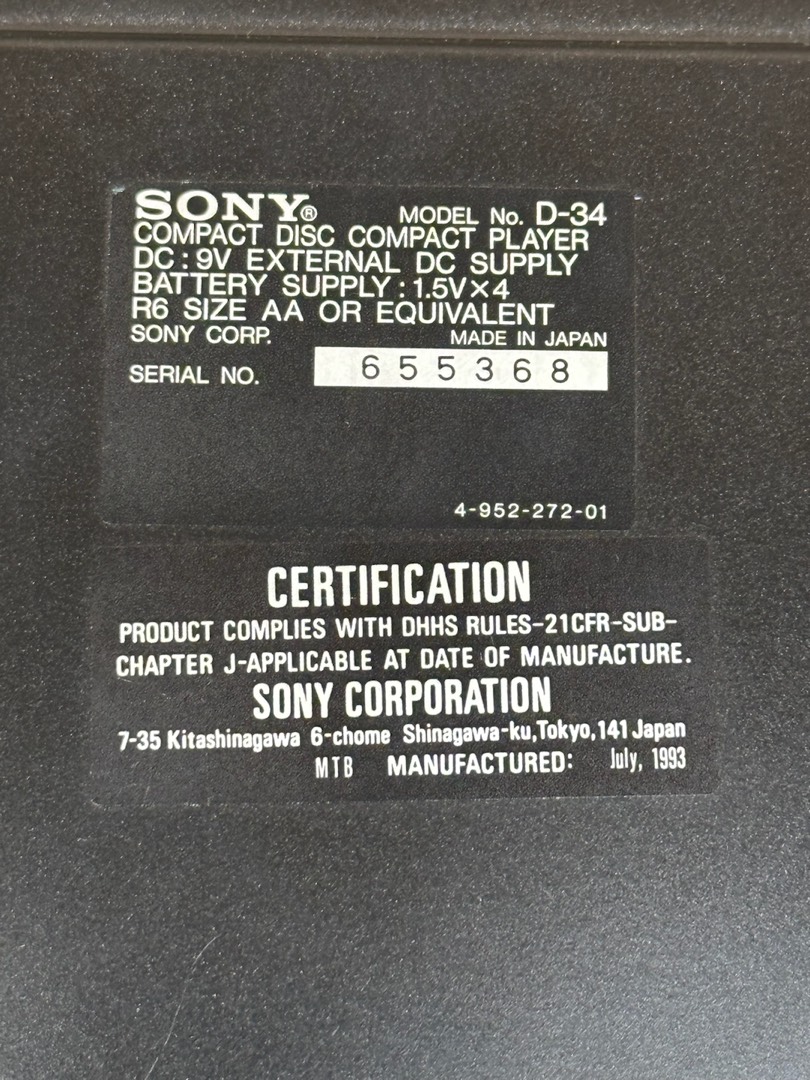 SONY® MODEL No. D-34
COMPACT DISC COMPACT PLAYER
DC : 9V EXTERNAL DC SUPPLY
BATTERY SUPPLY : 1.5V×4
R6 SIZE AA OR EQUIVALENT
SONY CORP. MADE IN JAPAN
SERIAL NO. 655368
4-952-272-01
CERTIFICATION
PRODUCT COMPLIES WITH DHHS RULES-21CFR-SUB-
CHAPTER J-APPLICABLE AT DATE OF MANUFACTURE.
SONY CORPORATION
7-35 Kitashinagawa 6-chome Shinagawa-ku,Tokyo,141 Japan
MTB MANUFACTURED: July, 1993